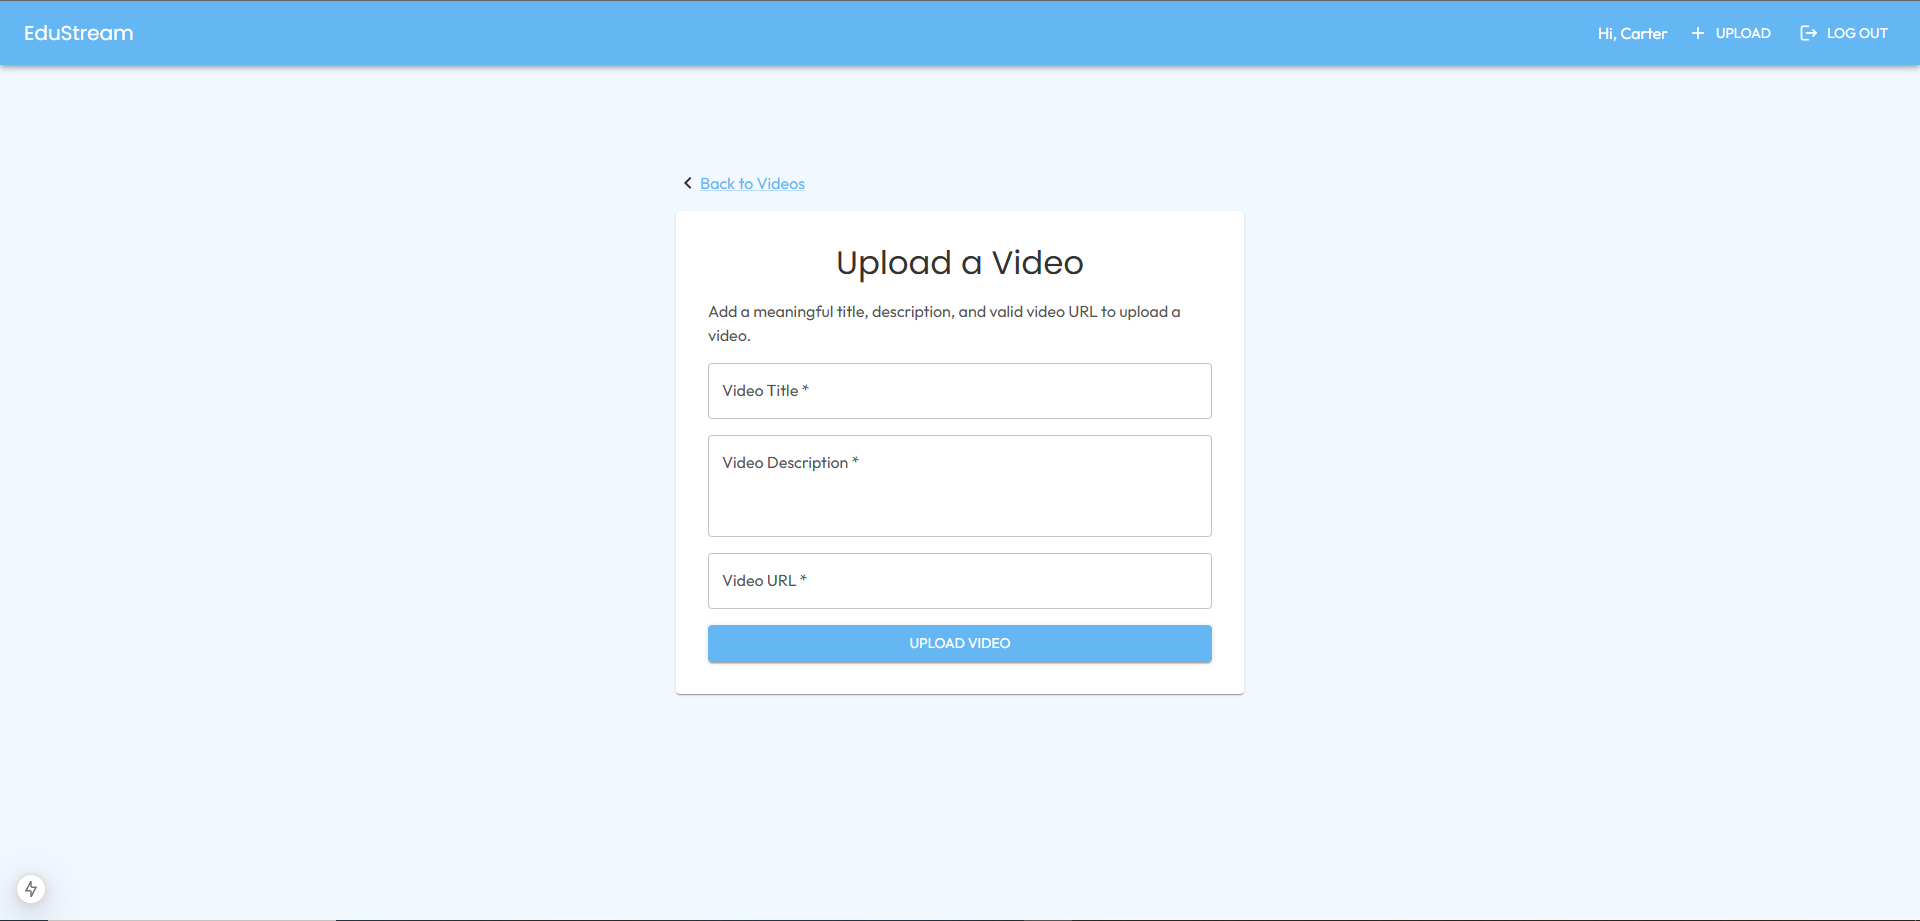 EduStream
Hi, Carter
UPLOAD
LOG OUT
Back to Videos
Upload a Video
Add a meaningful title, description, and valid video URL to upload a
video.
Video Title *
Video Description *
Video URL *
UPLOAD VIDEO